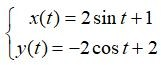 x(t) = 2 sin t + 1
y(t) = −2 cos t + 2